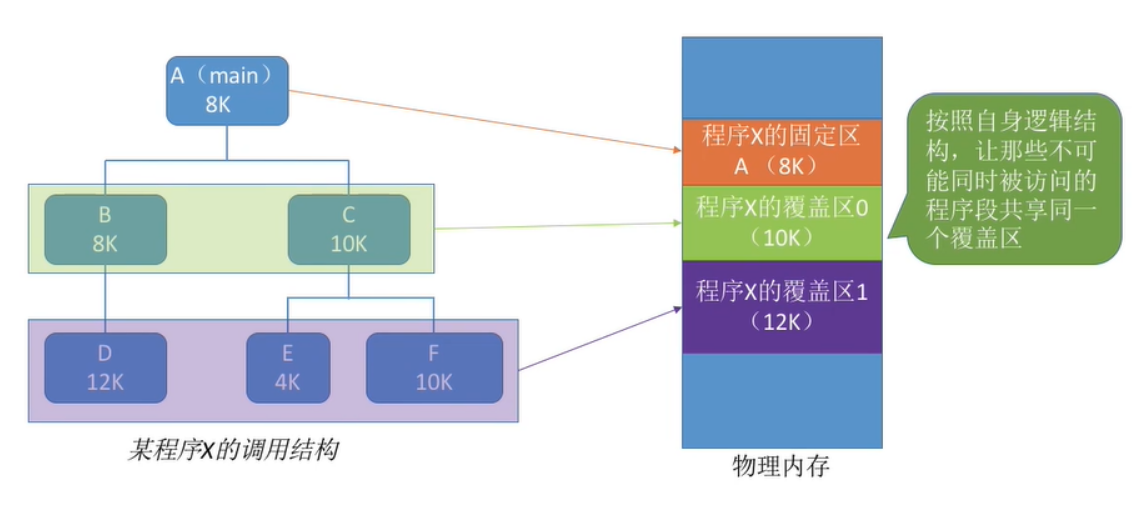 A（main）
8K
B
8K
C
10K
D
12K
E
4K
F
10K
某程序X的调用结构
程序X的固定区
A （8K）
程序X的覆盖区0
（10K）
程序X的覆盖区1
（12K）
物理内存
按照自身逻辑结
构，让那些不可
能同时被访问的
程序段共享同一
个覆盖区